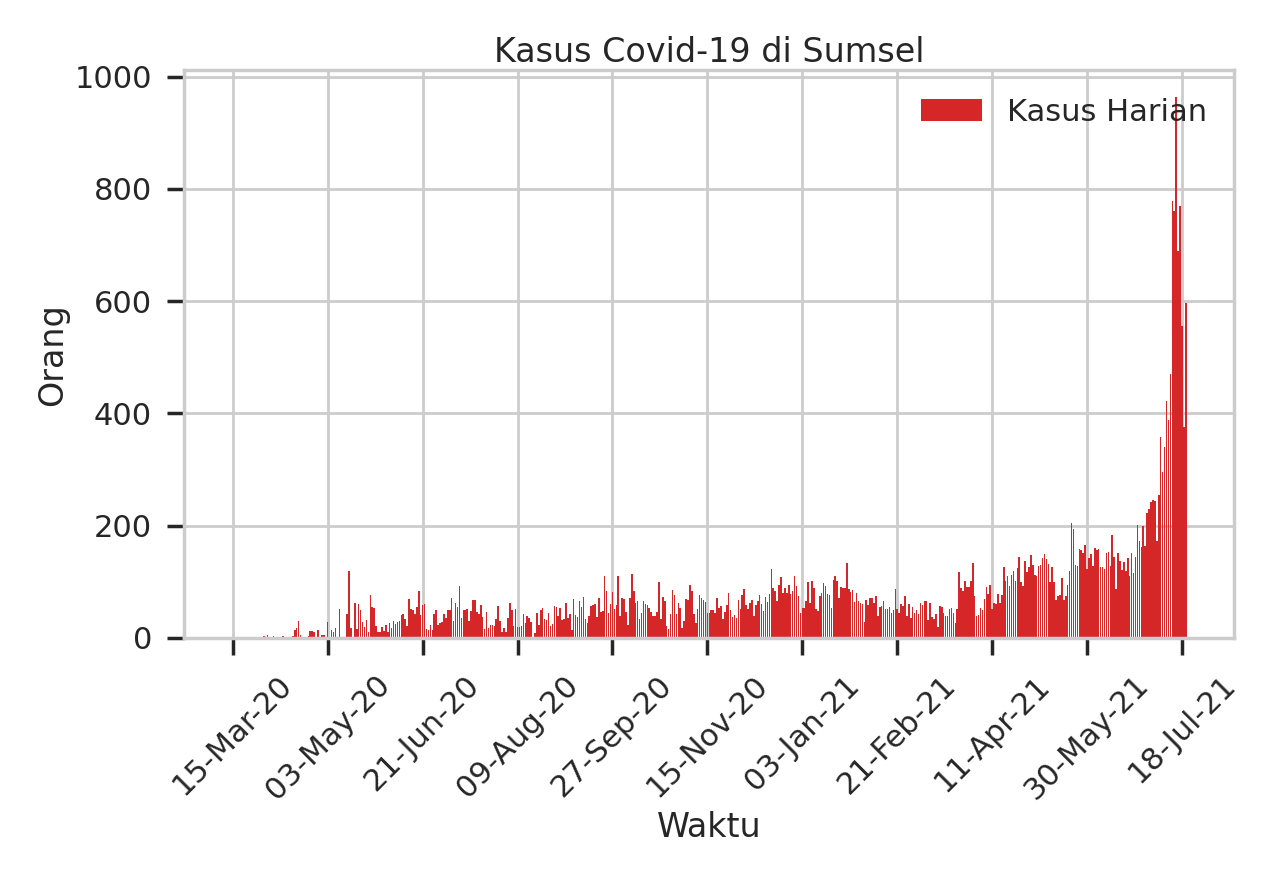 Kasus Covid-19 di Sumsel
Kasus Harian
Orang
1000
800
600
400
200
0
15-Mar-20
03-May-20
21-Jun-20
09-Aug-20
27-Sep-20
15-Nov-20
03-Jan-21
21-Feb-21
11-Apr-21
30-May-21
18-Jul-21
Waktu